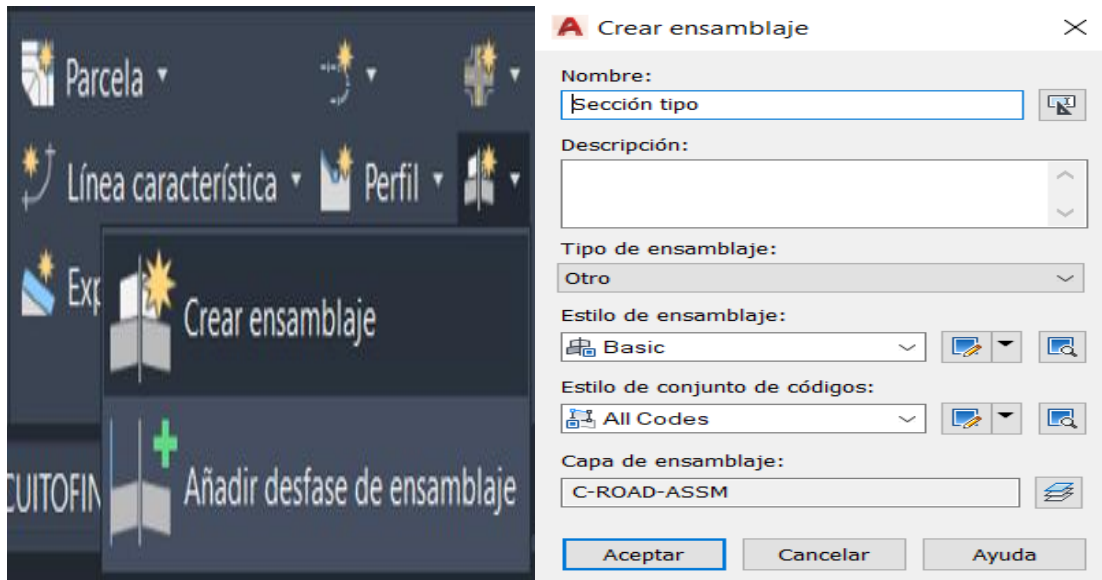 Parcela
Línea característica
Perfil
Crear ensamblaje
Añadir desfase de ensamblaje
Crear ensamblaje
Nombre:
Sección tipo
Descripción:
Tipo de ensamblaje:
Otro
Estilo de ensamblaje:
Basic
Estilo de conjunto de códigos:
All Codes
Capa de ensamblaje:
C-ROAD-ASSM
Aceptar Cancelar Ayuda